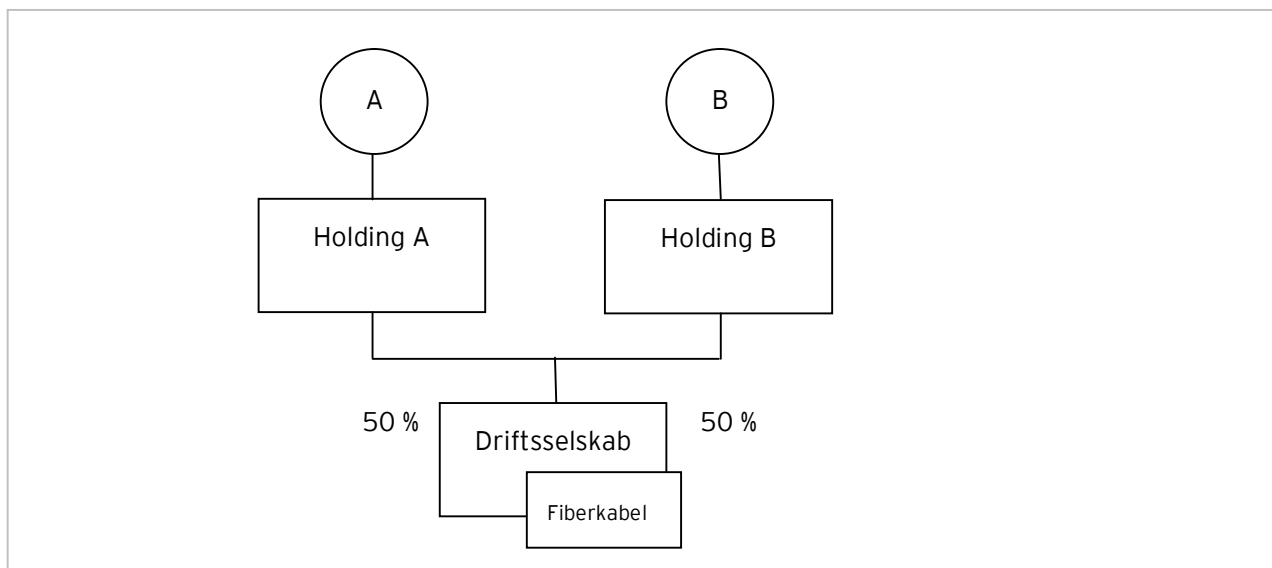 A
B
Holding A
Holding B
50 %
50 %
Driftsselskab
Fiberkabel